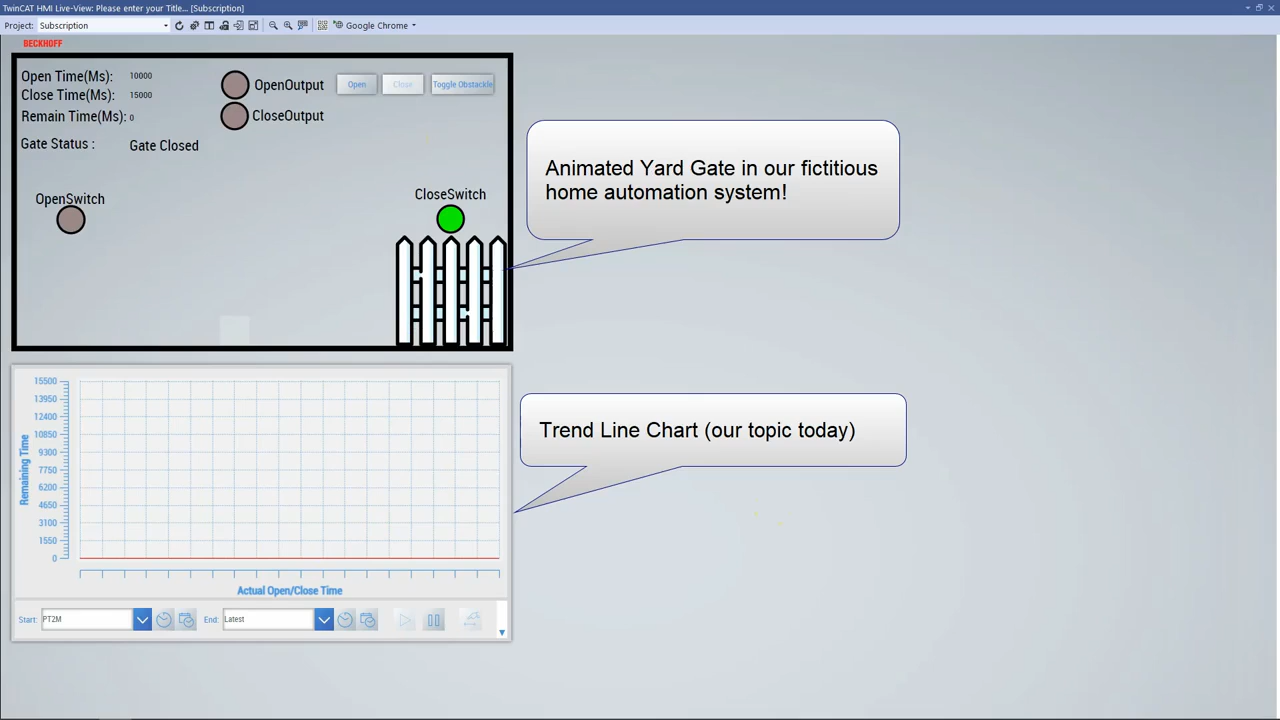 TwinCAT HMI Live-View: Please enter your Title... [Subscription]
Project: Subscription
Google Chrome
BECKHOFF
Open Time(Ms): 10000
Close Time(Ms): 15000
Remain Time(Ms): 0
Gate Status : Gate Closed
OpenOutput
CloseOutput
Open Close Toggle Obstackle
OpenSwitch
CloseSwitch
Animated Yard Gate in our fictitious
home automation system!
15500
13950
12400
10850
9300
7750
6200
4650
3100
1550
0
Remaining Time
Actual Open/Close Time
Trend Line Chart (our topic today)
Start: PT2M End: Latest